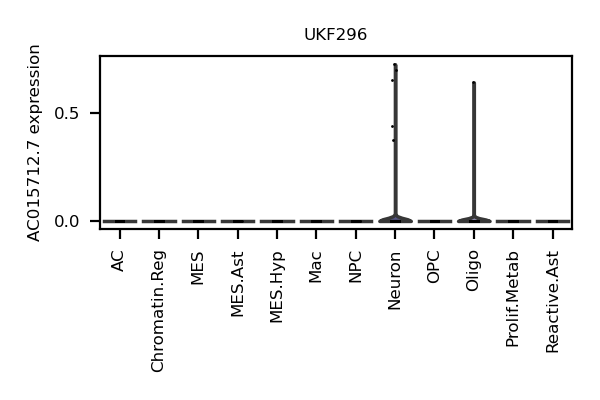 UKF296
AC015712.7 expression
0.5
0.0
AC
Chromatin.Reg
MES
MES.Ast
MES.Hyp
Mac
NPC
Neuron
OPC
Oligo
Prolif.Metab
Reactive.Ast